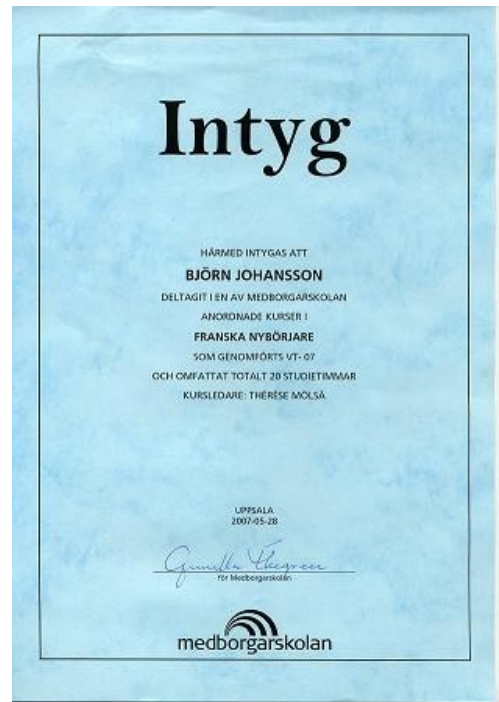 Intyg
HÄRMED INTYGAS ATT
BJÖRN JOHANSSON
DELTAGIT I EN AV MEDBORGARSKOLAN
ANORDNADE KURSER I
FRANSKA NYBÖRJARE
SOM GENOMFÖRTS VT- 07
OCH OMFATTAT TOTALT 20 STUDIETIMMAR
KURSLEDARE: THÉRÈSE MÖLSÄ
UPPSALA
2007-05-28
Gunilla
För Medborgarskolan
medborgarskolan